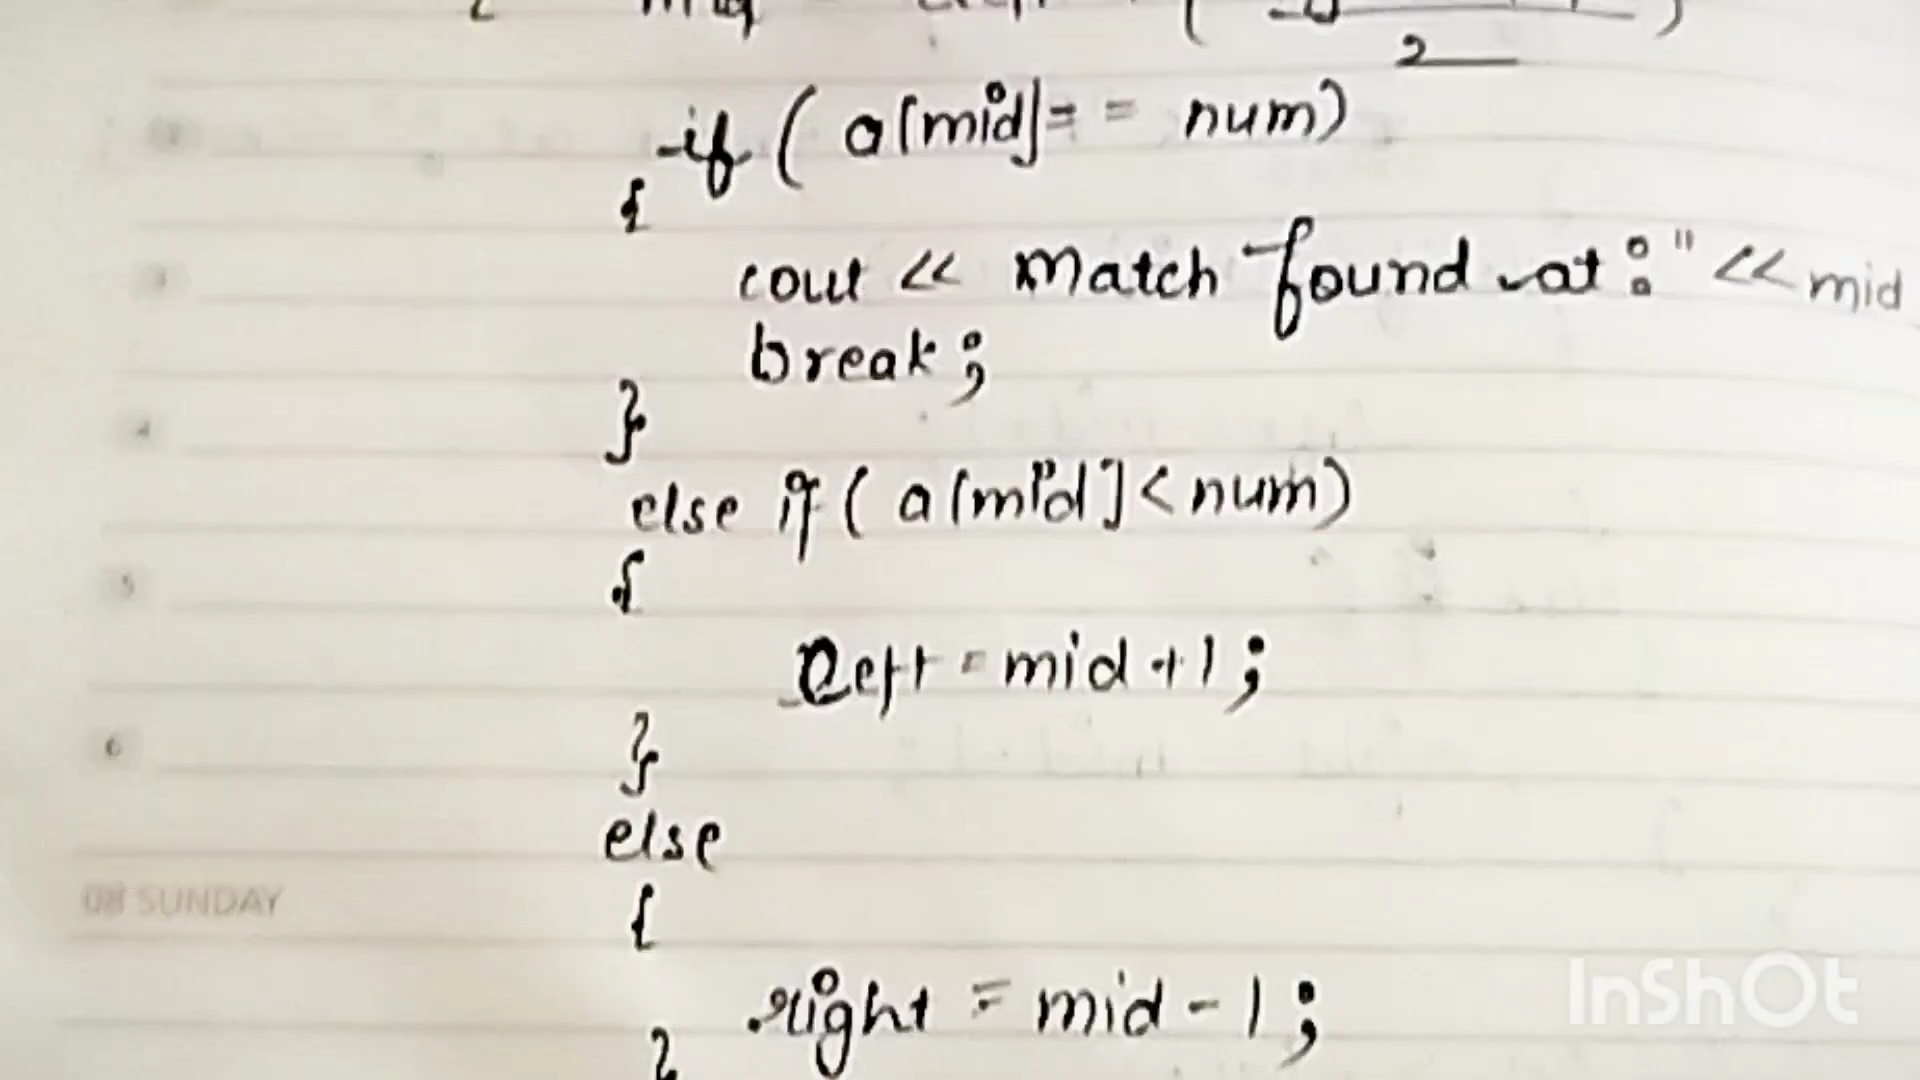 2
if ( a[mid]= = num)
{
cout << Match found at :" << mid
break ;
}
else if ( a[mid] < num)
{
left = mid +1 ;
}
else
{
08 SUNDAY
right = mid - 1 ;
}
InShOt